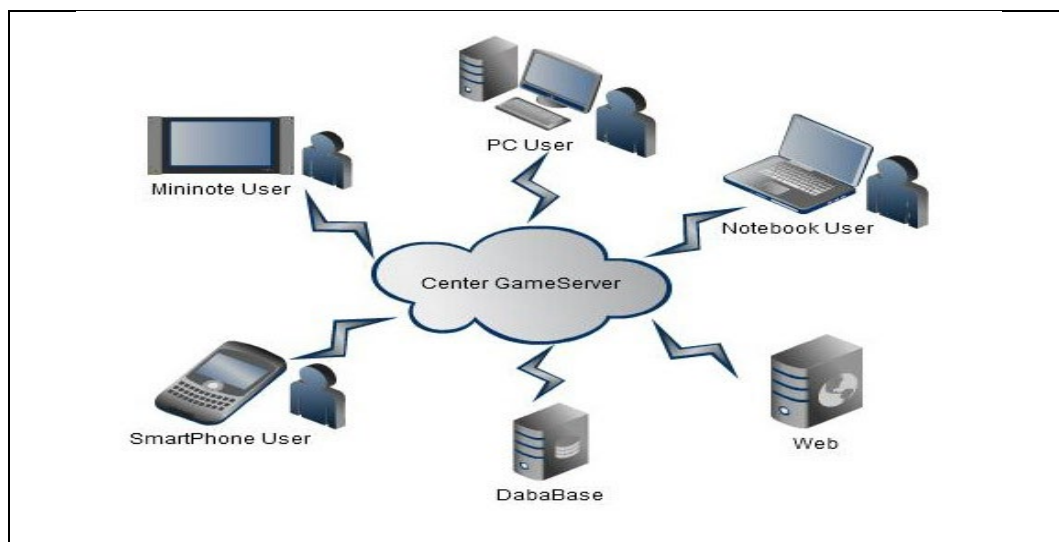 PC User
Mininote User
Notebook User
Center GameServer
SmartPhone User
Web
DabaBase